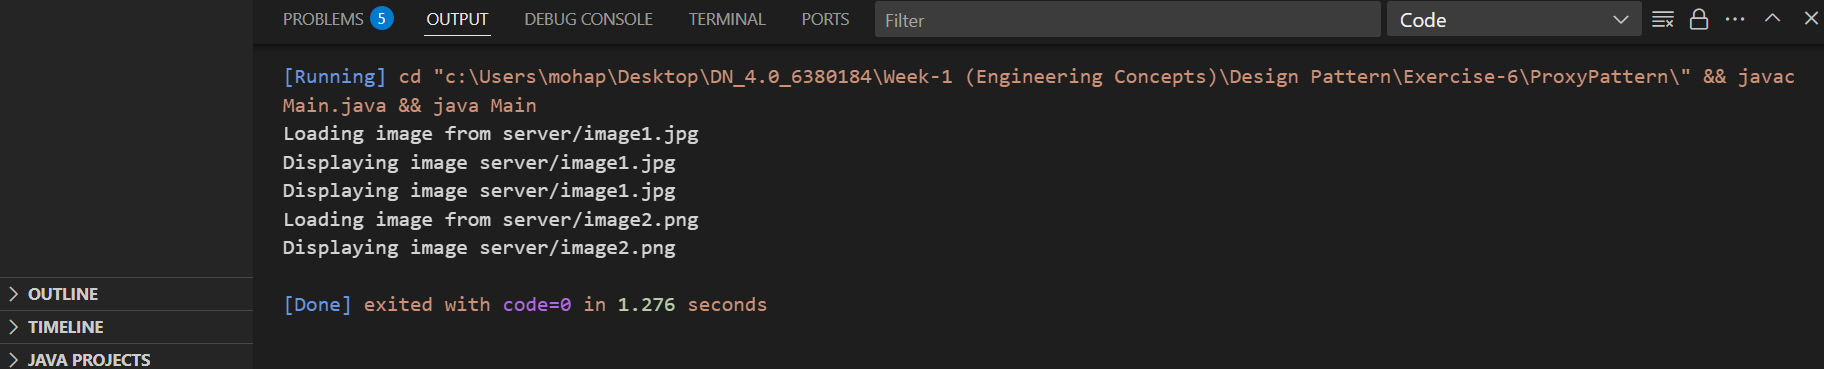 PROBLEMS 5 OUTPUT DEBUG CONSOLE TERMINAL PORTS Filter Code
[Running] cd "c:\Users\mohap\Desktop\DN_4.0_6380184\Week-1 (Engineering Concepts)\Design Pattern\Exercise-6\ProxyPattern\" && javac
Main.java && java Main
Loading image from server/image1.jpg
Displaying image server/image1.jpg
Displaying image server/image1.jpg
Loading image from server/image2.png
Displaying image server/image2.png
[Done] exited with code=0 in 1.276 seconds
OUTLINE
TIMELINE
JAVA PROJECTS